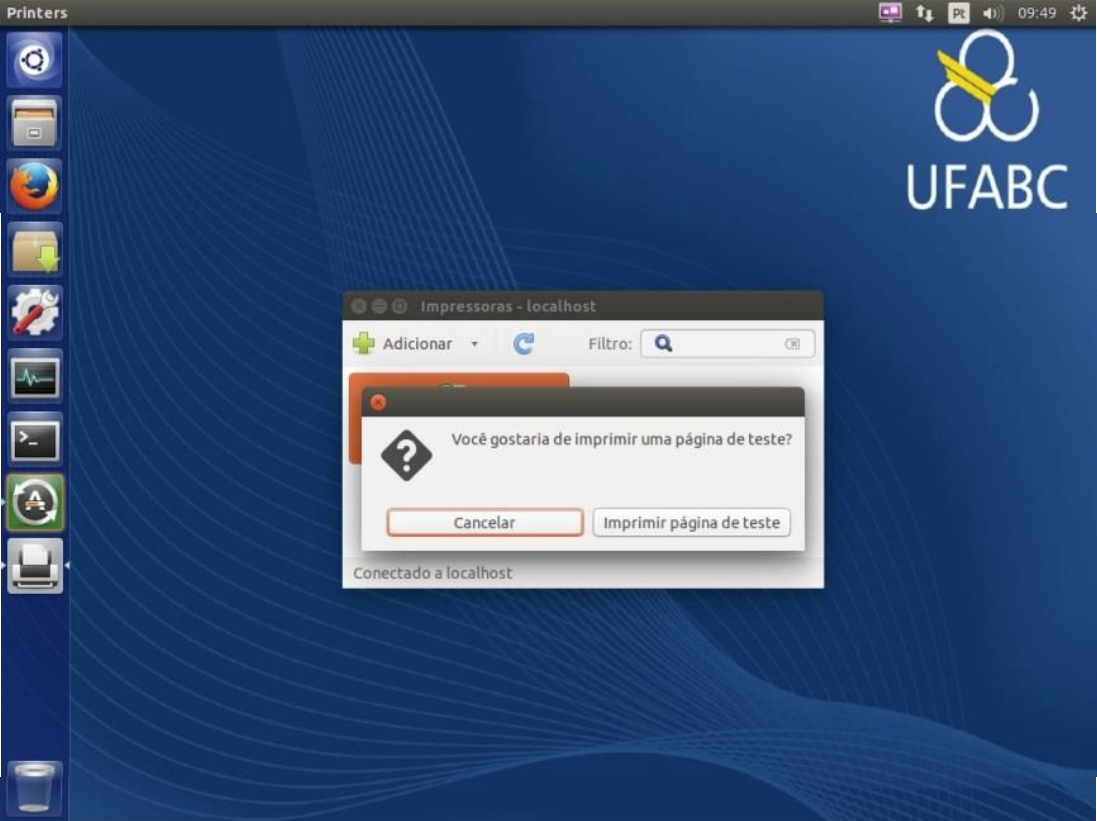 Printers
Pt
09:49
UFABC
Impressoras - localhost
Adicionar
Filtro:
Você gostaria de imprimir uma página de teste?
Cancelar
Imprimir página de teste
Conectado a localhost